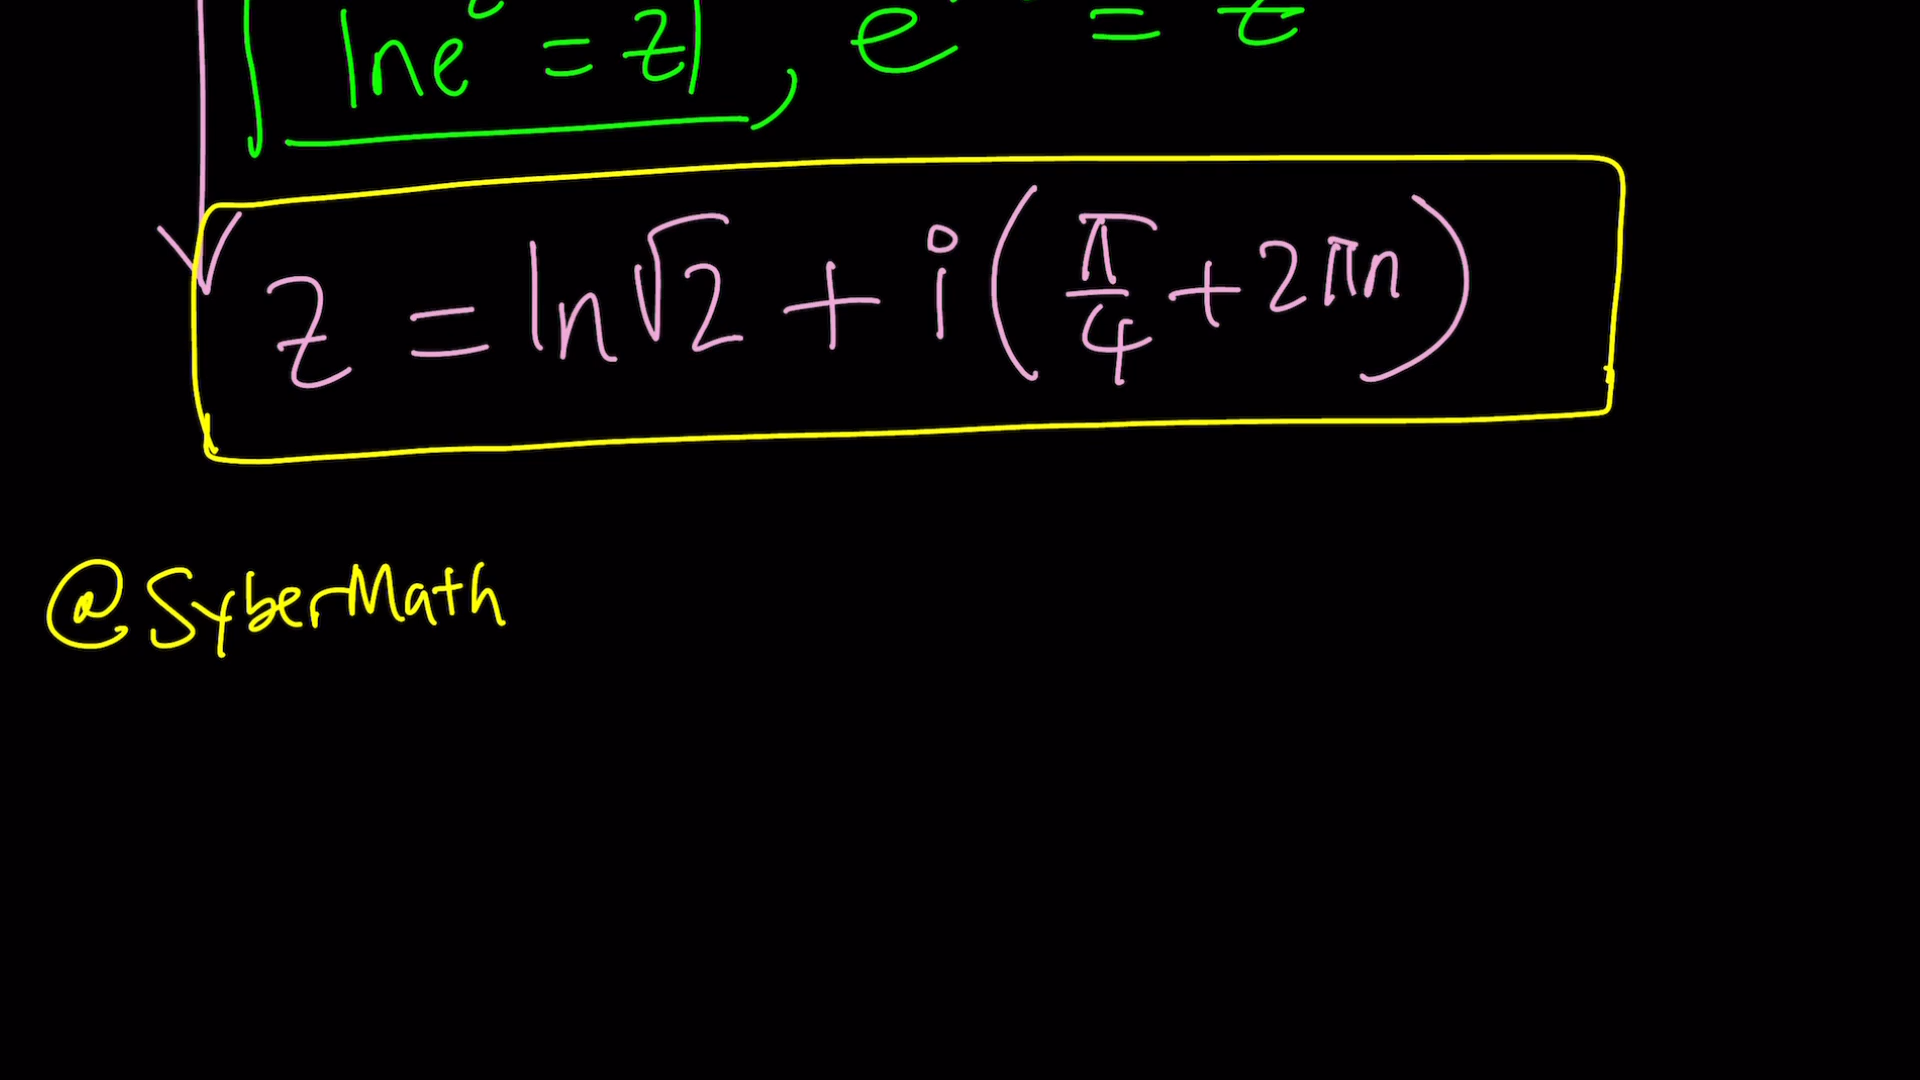 ln e^z = z, e = z
z = ln√2 + i(π/4 + 2πn)
@SyberMath